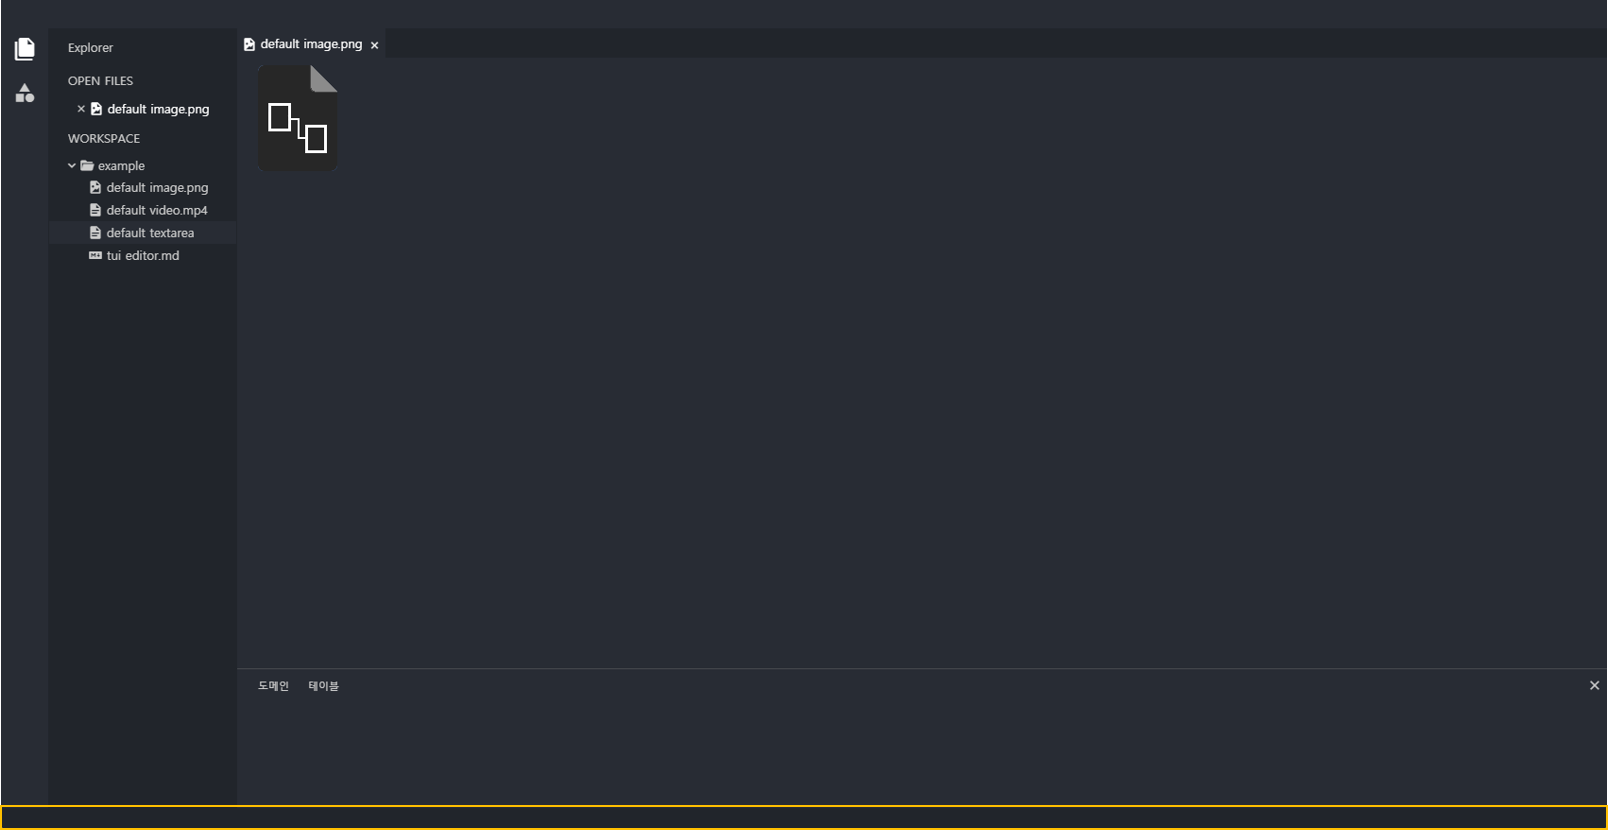 Explorer
OPEN FILES
default image.png
WORKSPACE
example
default image.png
default video.mp4
default textarea
tui editor.md
default image.png
도메인 테이블